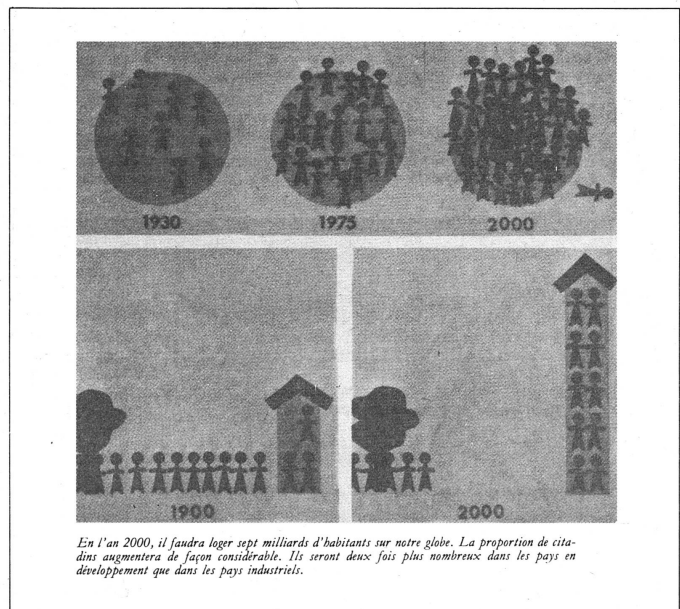 1930 1975 2000
1900 2000
En l'an 2000, il faudra loger sept milliards d'habitants sur notre globe. La proportion de cita-
dins augmentera de façon considérable. Ils seront deux fois plus nombreux dans les pays en
développement que dans les pays industriels.